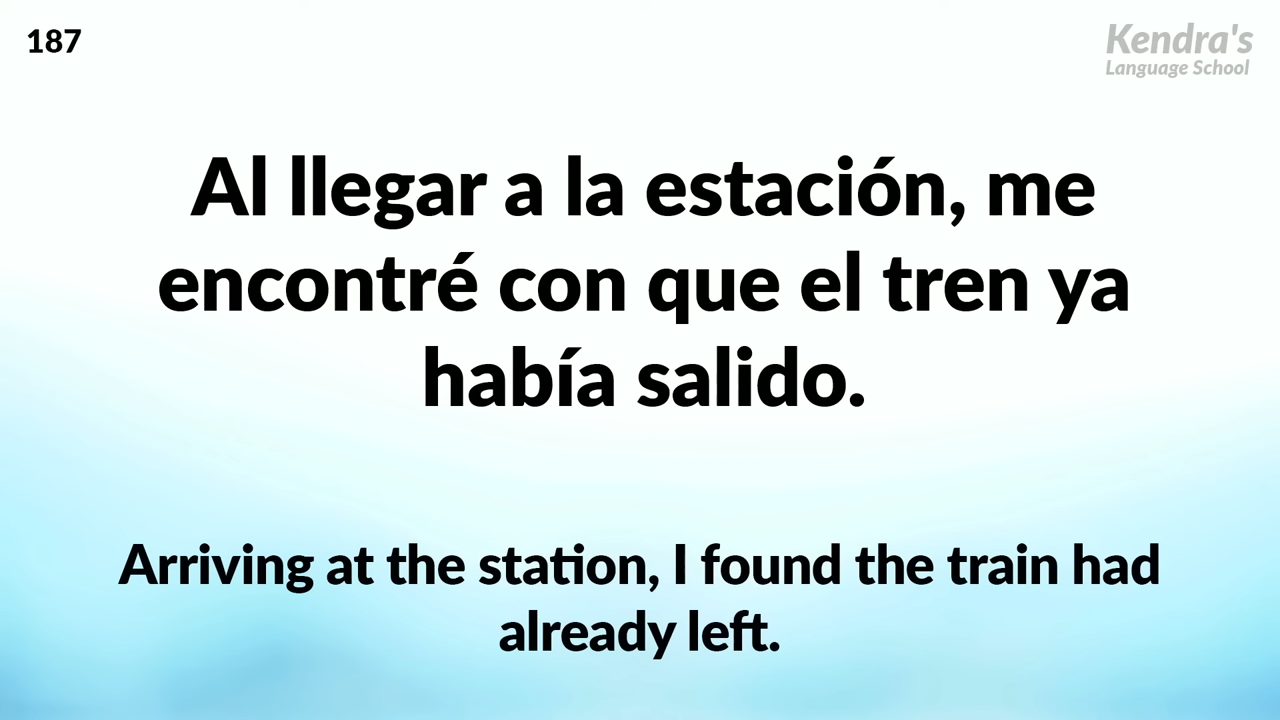 187
Kendra's
Language School
Al llegar a la estación, me
encontré con que el tren ya
había salido.
Arriving at the station, I found the train had
already left.